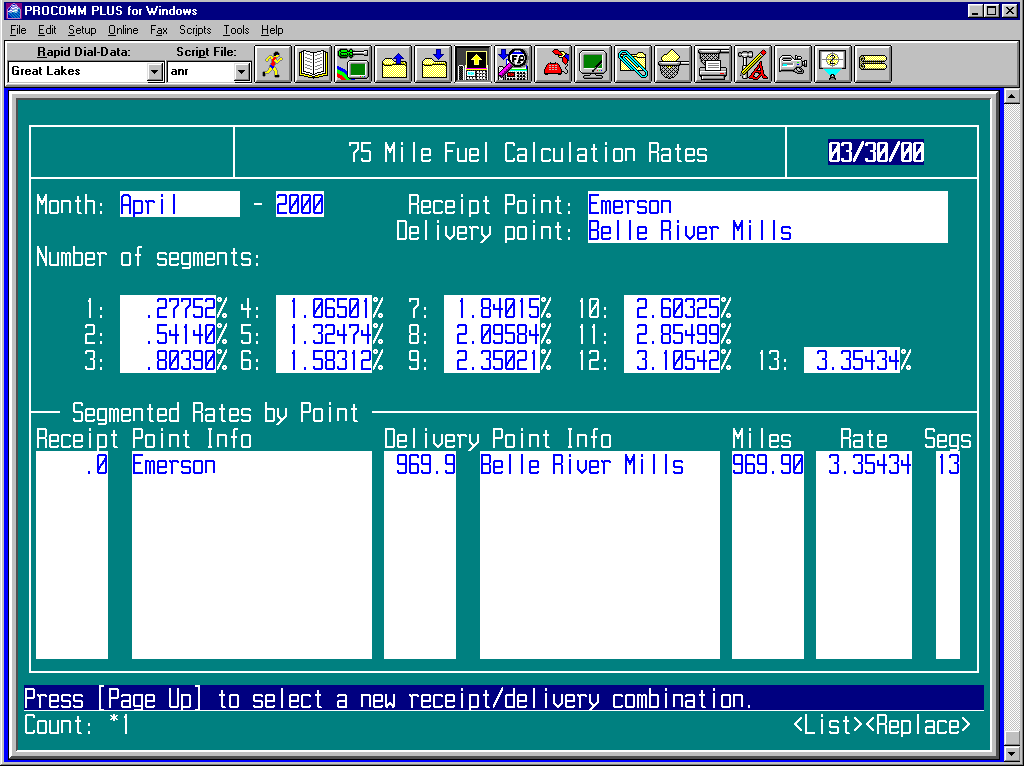 PROCOMM PLUS for Windows
File Edit Setup Online Fax Scripts Tools Help
Rapid Dial-Data: Script File:
Great Lakes anr
75 Mile Fuel Calculation Rates 03/30/00
Month: April - 2000 Receipt Point: Emerson
Delivery point: Belle River Mills
Number of segments:
1: .27752% 4: 1.06501% 7: 1.84015% 10: 2.60325%
2: .54140% 5: 1.32474% 8: 2.09584% 11: 2.85499%
3: .80390% 6: 1.58312% 9: 2.35021% 12: 3.10542% 13: 3.35434%
Segmented Rates by Point
Receipt Point Info Delivery Point Info Miles Rate Segs
.0 Emerson 969.9 Belle River Mills 969.90 3.35434 13
Press [Page Up] to select a new receipt/delivery combination.
Count: *1 <List><Replace>